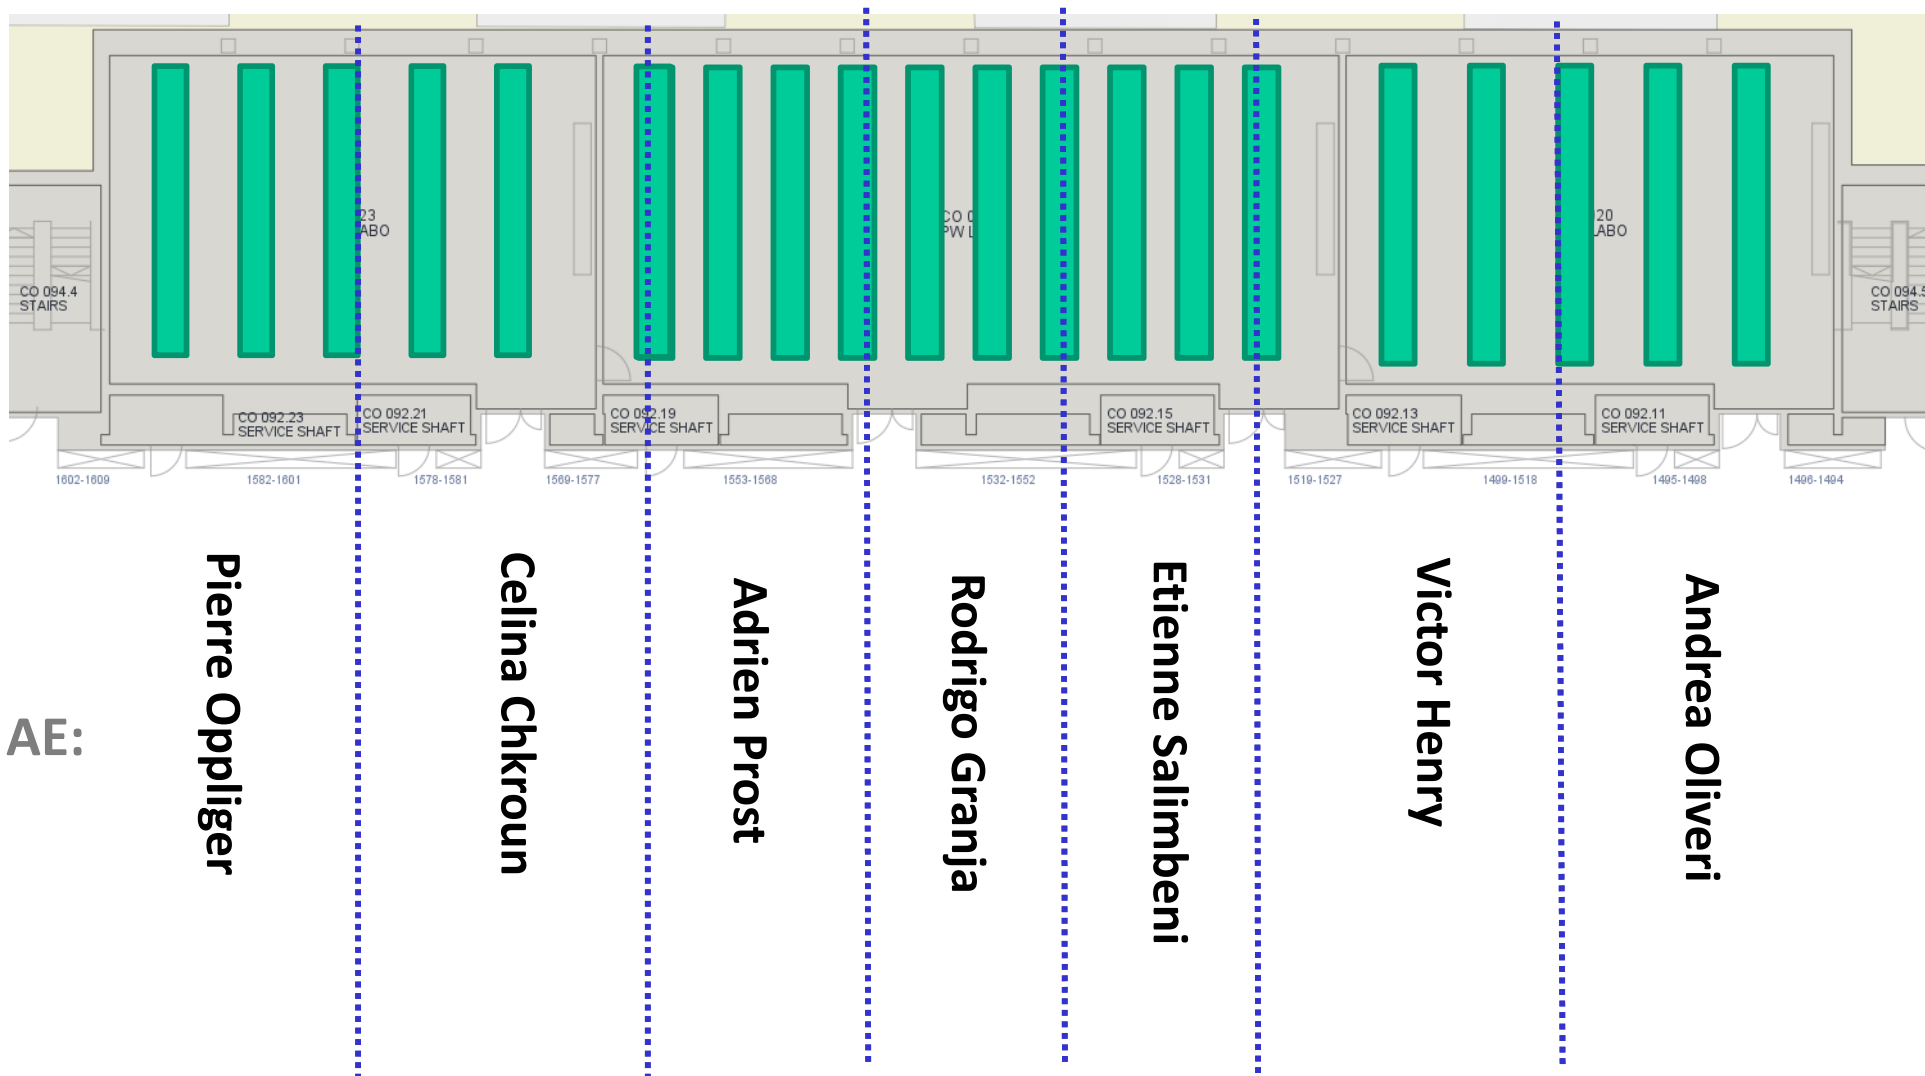 23
ABO
CO 0
PW L
20
LABO
CO 094.4
STAIRS
CO 094.5
STAIRS
CO 092.23
SERVICE SHAFT
CO 092.21
SERVICE SHAFT
CO 092.19
SERVICE SHAFT
CO 092.15
SERVICE SHAFT
CO 092.13
SERVICE SHAFT
CO 092.11
SERVICE SHAFT
1602-1609
1582-1601
1578-1581
1569-1577
1553-1568
1532-1552
1528-1531
1519-1527
1499-1518
1495-1498
1486-1494
AE:
Pierre Oppliger
Celina Chkroun
Adrien Prost
Rodrigo Granja
Etienne Salimbeni
Victor Henry
Andrea Oliveri